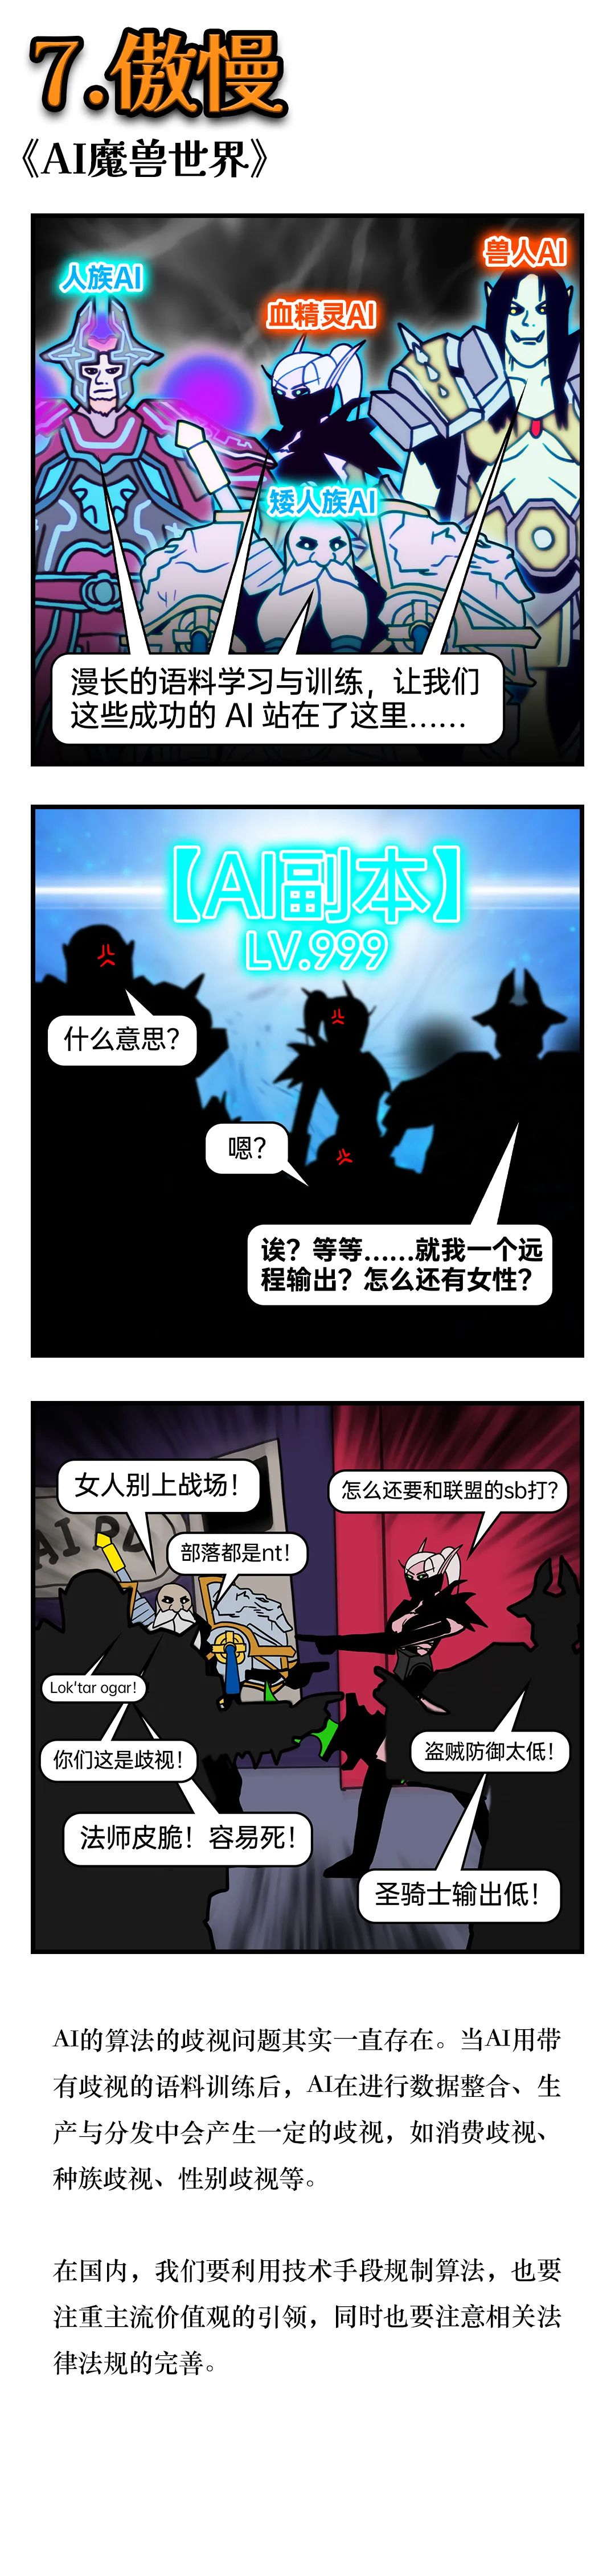 7.傲慢
《AI魔兽世界》
人族AI
血精灵AI
兽人AI
矮人族AI
漫长的语料学习与训练，让我们
这些成功的 AI 站在了这里……
【AI副本】
LV.999
什么意思？
嗯？
诶？等等……就我一个远
程输出？怎么还有女性？
女人别上战场！
怎么还要和联盟的sb打？
部落都是nt！
Lok'tar ogar!
你们这是歧视！
盗贼防御太低！
法师皮脆！容易死！
圣骑士输出低！
AI的算法的歧视问题其实一直存在。当AI用带
有歧视的语料训练后，AI在进行数据整合、生
产与分发中会产生一定的歧视，如消费歧视、
种族歧视、性别歧视等。
在国内，我们要利用技术手段规制算法，也要
注重主流价值观的引领，同时也要注意相关法
律法规的完善。